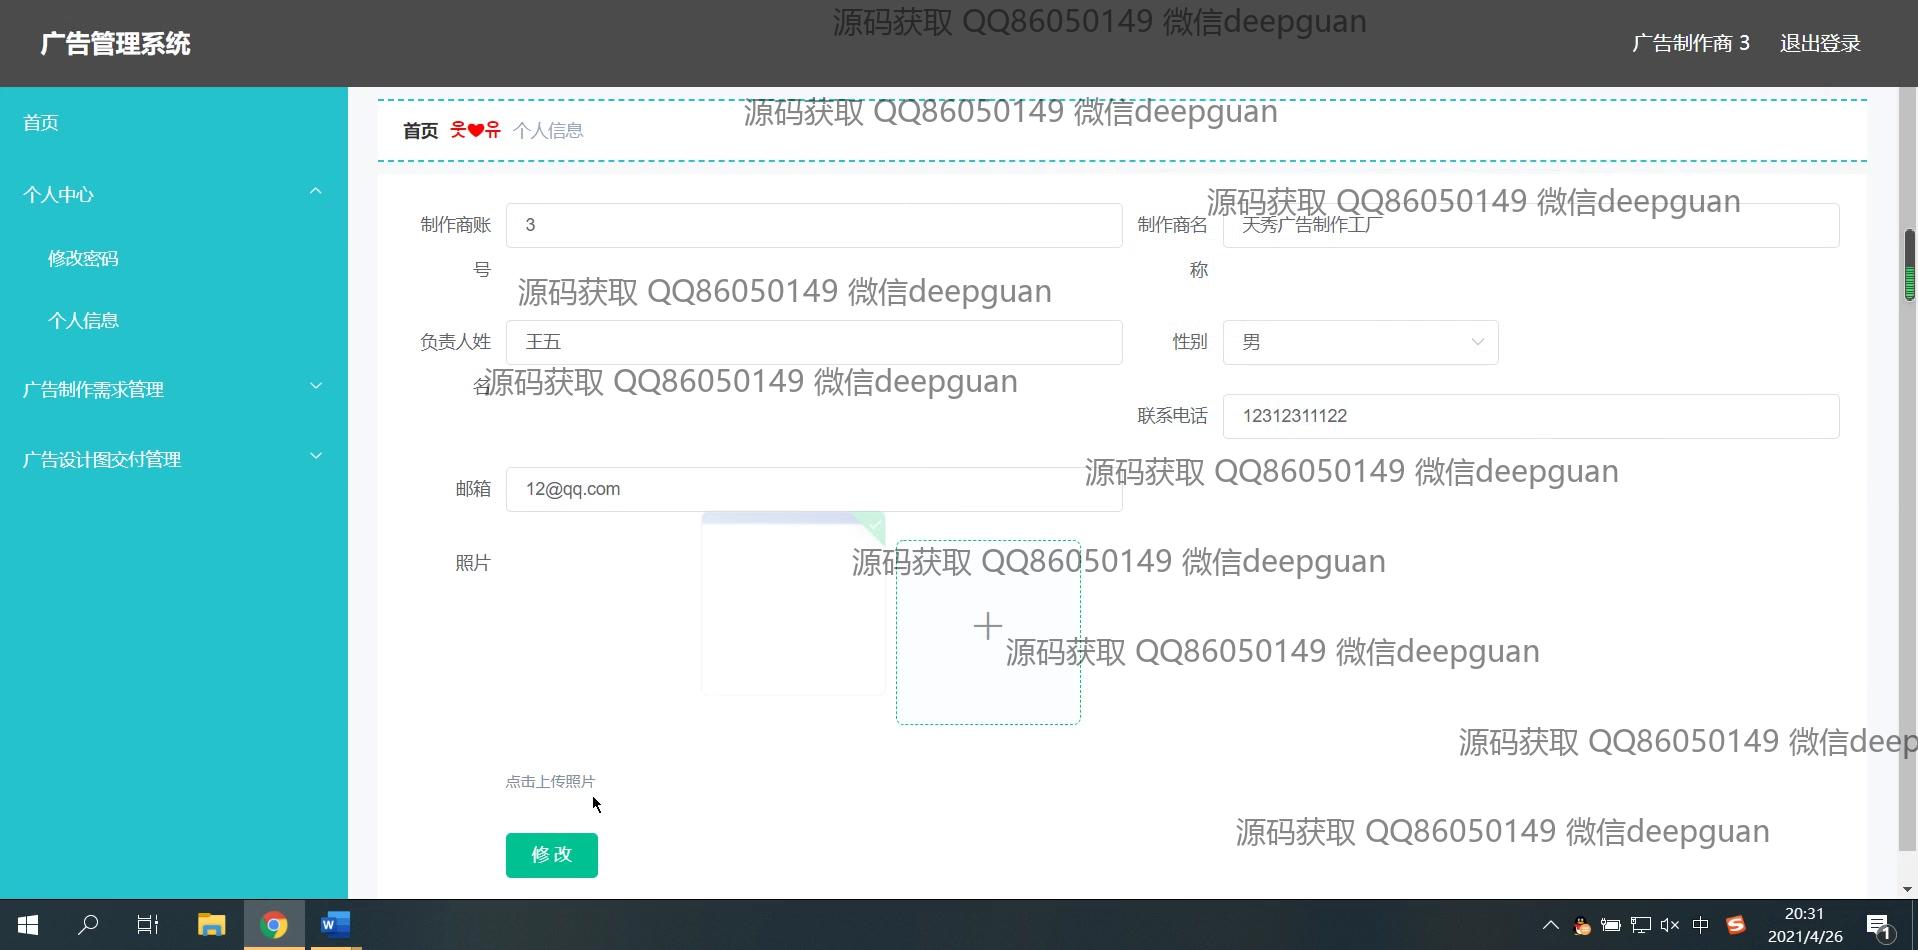 源码获取 QQ86050149 微信deepguan
广告管理系统
广告制作商 3 退出登录
首页
源码获取 QQ86050149 微信deepguan
首页 웃❤유 个人信息
个人中心
源码获取 QQ86050149 微信deepguan
制作商账号 3
制作商名称 天秀广告制作工厂
修改密码
源码获取 QQ86050149 微信deepguan
个人信息
负责人姓名 王五
性别 男
源码获取 QQ86050149 微信deepguan
广告制作需求管理
联系电话 12312311122
广告设计图交付管理
源码获取 QQ86050149 微信deepguan
邮箱 12@qq.com
照片
源码获取 QQ86050149 微信deepguan
源码获取 QQ86050149 微信deepguan
源码获取 QQ86050149 微信deep
点击上传照片
源码获取 QQ86050149 微信deepguan
修改
中
20:31
2021/4/26
1